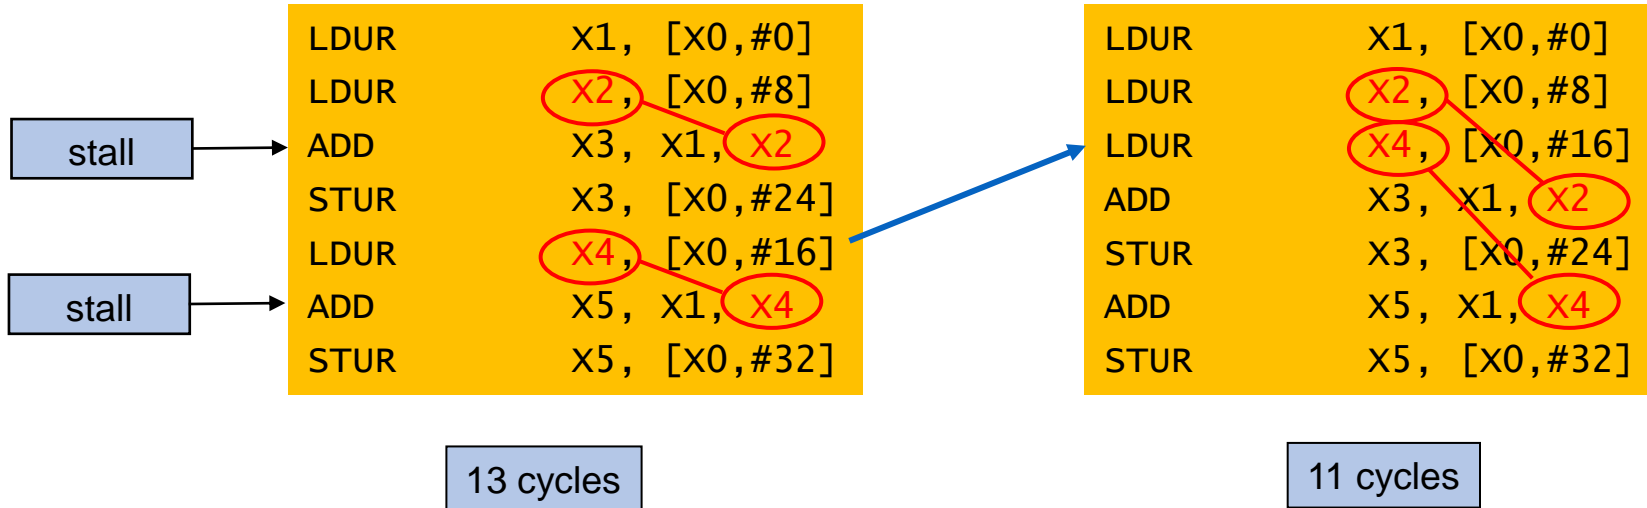 LDUR X1, [X0,#0]
LDUR X2, [X0,#8]
stall
ADD X3, X1, X2
STUR X3, [X0,#24]
LDUR X4, [X0,#16]
stall
ADD X5, X1, X4
STUR X5, [X0,#32]
13 cycles
LDUR X1, [X0,#0]
LDUR X2, [X0,#8]
LDUR X4, [X0,#16]
ADD X3, X1, X2
STUR X3, [X0,#24]
ADD X5, X1, X4
STUR X5, [X0,#32]
11 cycles